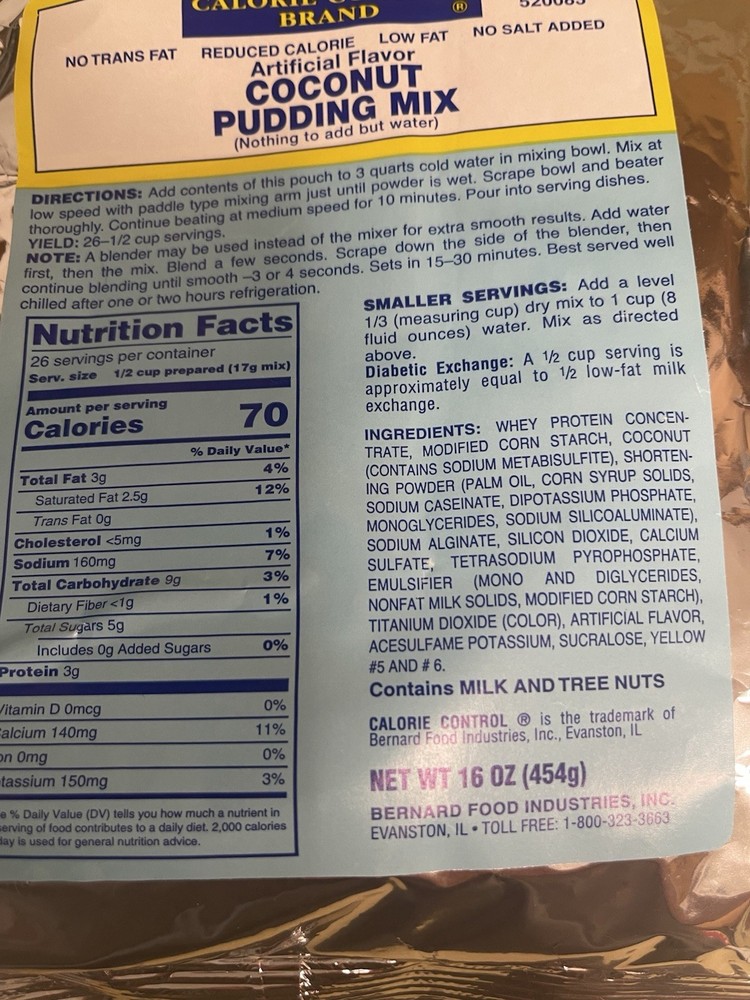 BRAND
®
NO TRANS FAT REDUCED CALORIE LOW FAT NO SALT ADDED
Artificial Flavor
COCONUT
PUDDING MIX
(Nothing to add but water)
DIRECTIONS: Add contents of this pouch to 3 quarts cold water in mixing bowl. Mix at
low speed with paddle type mixing arm just until powder is wet. Scrape bowl and beater
thoroughly. Continue beating at medium speed for 10 minutes. Pour into serving dishes.
YIELD: 26–1/2 cup servings.
NOTE: A blender may be used instead of the mixer for extra smooth results. Add water
first, then the mix. Blend a few seconds. Scrape down the side of the blender, then
continue blending until smooth –3 or 4 seconds. Sets in 15–30 minutes. Best served well
chilled after one or two hours refrigeration.
Nutrition Facts
26 servings per container
Serv. size 1/2 cup prepared (17g mix)
Amount per serving
Calories 70
% Daily Value*
Total Fat 3g 4%
Saturated Fat 2.5g 12%
Trans Fat 0g
Cholesterol <5mg 1%
Sodium 160mg 7%
Total Carbohydrate 9g 3%
Dietary Fiber <1g 1%
Total Sugars 5g
Includes 0g Added Sugars 0%
Protein 3g
Vitamin D 0mcg 0%
alcium 140mg 11%
on 0mg 0%
tassium 150mg 3%
e % Daily Value (DV) tells you how much a nutrient in
erving of food contributes to a daily diet. 2,000 calories
ay is used for general nutrition advice.
SMALLER SERVINGS: Add a level
1/3 (measuring cup) dry mix to 1 cup (8
fluid ounces) water. Mix as directed
above.
Diabetic Exchange: A 1/2 cup serving is
approximately equal to 1/2 low-fat milk
exchange.
INGREDIENTS: WHEY PROTEIN CONCEN-
TRATE, MODIFIED CORN STARCH, COCONUT
(CONTAINS SODIUM METABISULFITE), SHORTEN-
ING POWDER (PALM OIL, CORN SYRUP SOLIDS,
SODIUM CASEINATE, DIPOTASSIUM PHOSPHATE,
MONOGLYCERIDES, SODIUM SILICOALUMINATE),
SODIUM ALGINATE, SILICON DIOXIDE, CALCIUM
SULFATE, TETRASODIUM PYROPHOSPHATE,
EMULSIFIER (MONO AND DIGLYCERIDES,
NONFAT MILK SOLIDS, MODIFIED CORN STARCH),
TITANIUM DIOXIDE (COLOR), ARTIFICIAL FLAVOR,
ACESULFAME POTASSIUM, SUCRALOSE, YELLOW
#5 AND # 6.
Contains MILK AND TREE NUTS
CALORIE CONTROL ® is the trademark of
Bernard Food Industries, Inc., Evanston, IL
NET WT 16 OZ (454g)
BERNARD FOOD INDUSTRIES, INC.
EVANSTON, IL • TOLL FREE: 1-800-323-3663